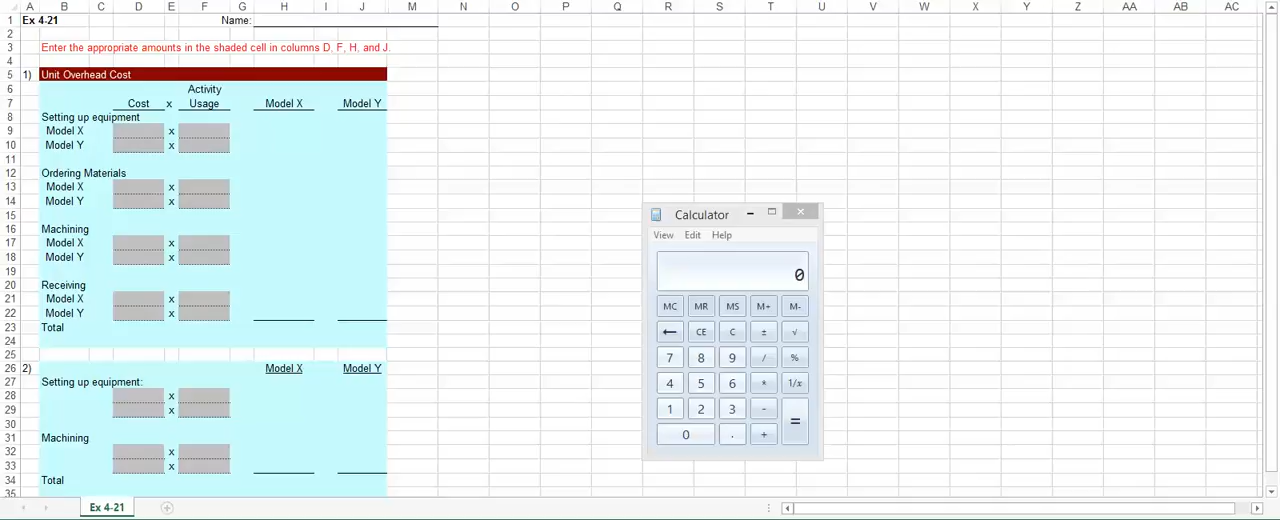 A B C D E F G H I J M N O P Q R S T U V W X Y Z AA AB AC
1 Ex 4-21 Name:
2
3 Enter the appropriate amounts in the shaded cell in columns D, F, H, and J.
4
5 1) Unit Overhead Cost
6 Activity
7 Cost x Usage Model X Model Y
8 Setting up equipment
9 Model X x
10 Model Y x
11
12 Ordering Materials
13 Model X x
14 Model Y x
15
16 Machining
17 Model X x
18 Model Y x
19
20 Receiving
21 Model X x
22 Model Y x
23 Total
24
25
26 2) Model X Model Y
27 Setting up equipment:
28 x
29 x
30
31 Machining
32 x
33 x
34 Total
35
Ex 4-21
Calculator
View Edit Help
0
MC MR MS M+ M-
← CE C ± √
7 8 9 / %
4 5 6 * 1/x
1 2 3 - =
0 . +